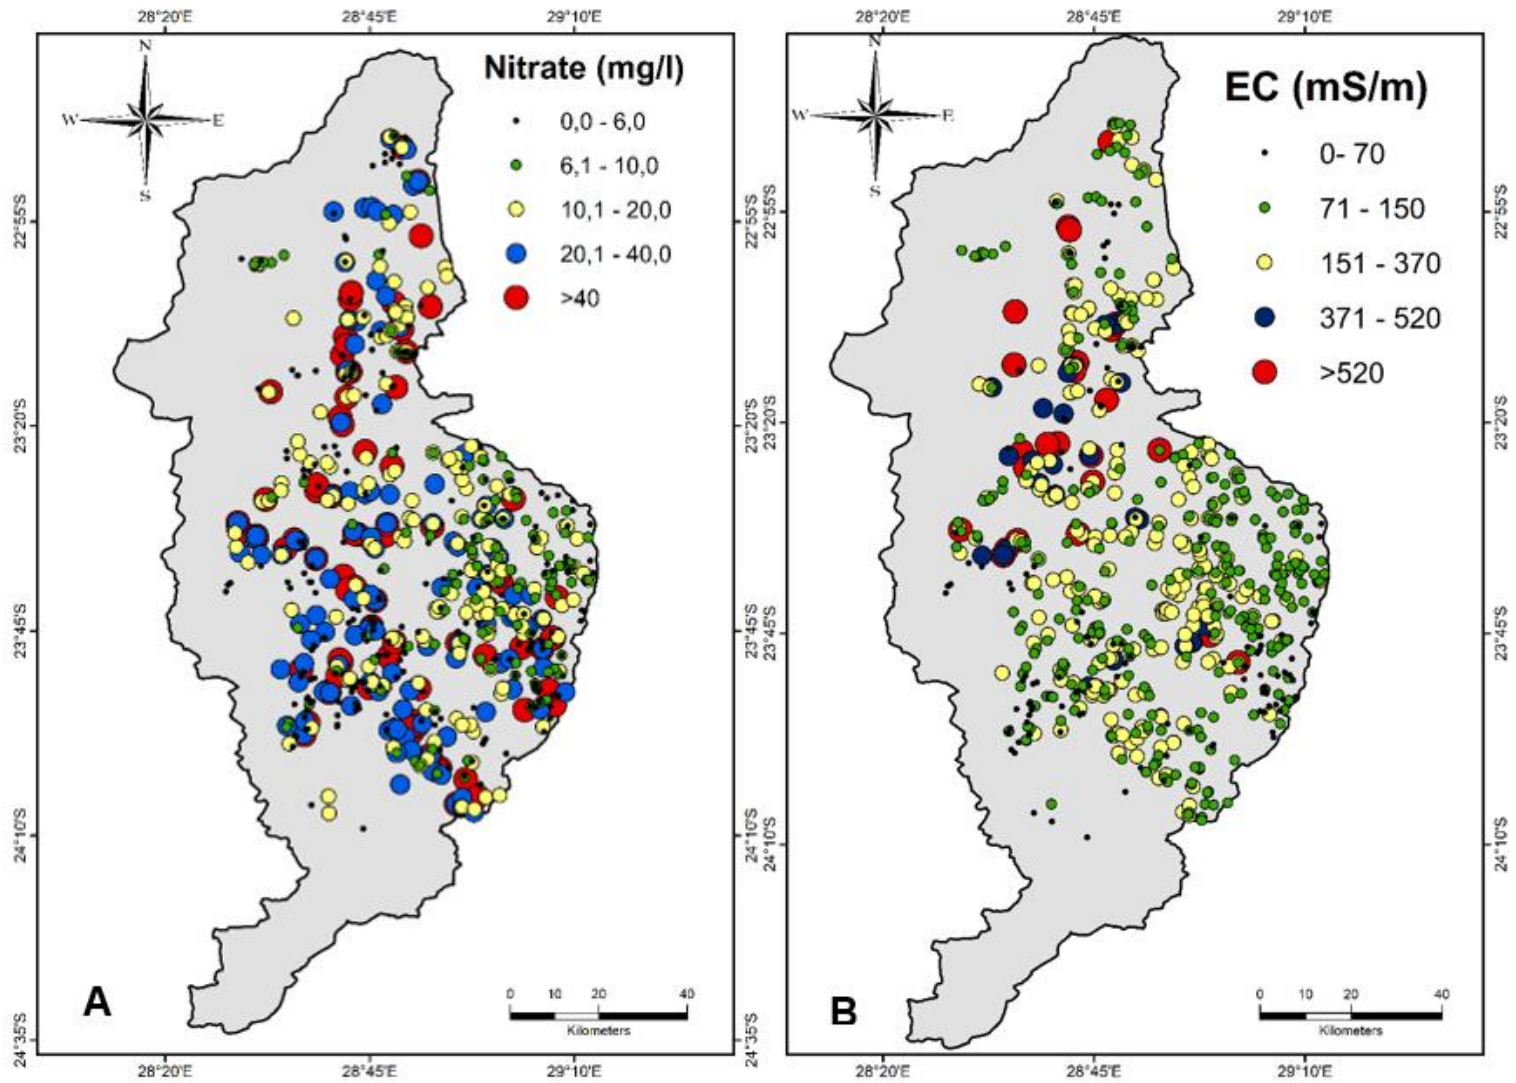 28°20'E 28°45'E 29°10'E
N
W E
S
Nitrate (mg/l)
0,0 - 6,0
6,1 - 10,0
10,1 - 20,0
20,1 - 40,0
>40
22°55'S
23°20'S
23°45'S
24°10'S
24°35'S
A
0 10 20 40
Kilometers
28°20'E 28°45'E 29°10'E
28°20'E 28°45'E 29°10'E
N
W E
S
EC (mS/m)
0- 70
71 - 150
151 - 370
371 - 520
>520
22°55'S 22°55'S
23°20'S 23°20'S
23°45'S 23°45'S
24°10'S 24°10'S
24°35'S 24°35'S
B
0 10 20 40
Kilometers
28°20'E 28°45'E 29°10'E